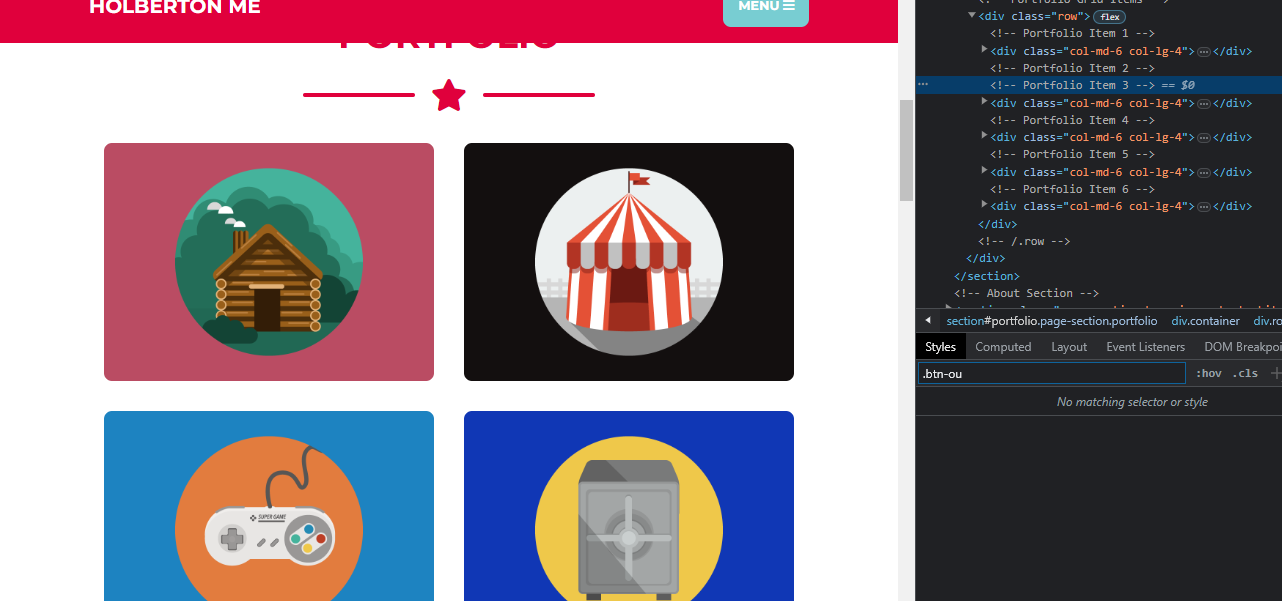 HOLBERTON ME
MENU
PORTFOLIO
SUPER GAME
<!-- Portfolio Grid Items -->
<div class="row"> flex
<!-- Portfolio Item 1 -->
<div class="col-md-6 col-lg-4"> ⋯ </div>
<!-- Portfolio Item 2 -->
<!-- Portfolio Item 3 --> == $0
<div class="col-md-6 col-lg-4"> ⋯ </div>
<!-- Portfolio Item 4 -->
<div class="col-md-6 col-lg-4"> ⋯ </div>
<!-- Portfolio Item 5 -->
<div class="col-md-6 col-lg-4"> ⋯ </div>
<!-- Portfolio Item 6 -->
<div class="col-md-6 col-lg-4"> ⋯ </div>
</div>
<!-- /.row -->
</div>
</section>
<!-- About Section -->
section#portfolio.page-section.portfolio div.container div.ro
Styles Computed Layout Event Listeners DOM Breakpoi
.btn-ou :hov .cls
No matching selector or style